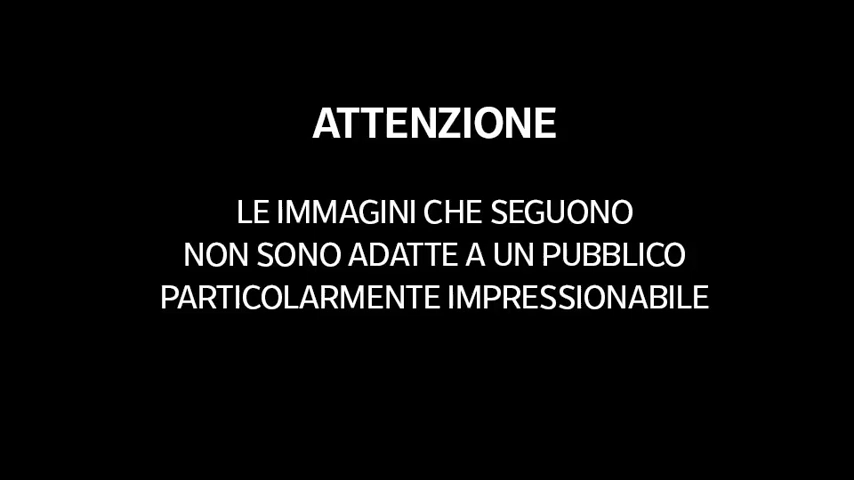 ATTENZIONE
LE IMMAGINI CHE SEGUONO
NON SONO ADATTE A UN PUBBLICO
PARTICOLARMENTE IMPRESSIONABILE